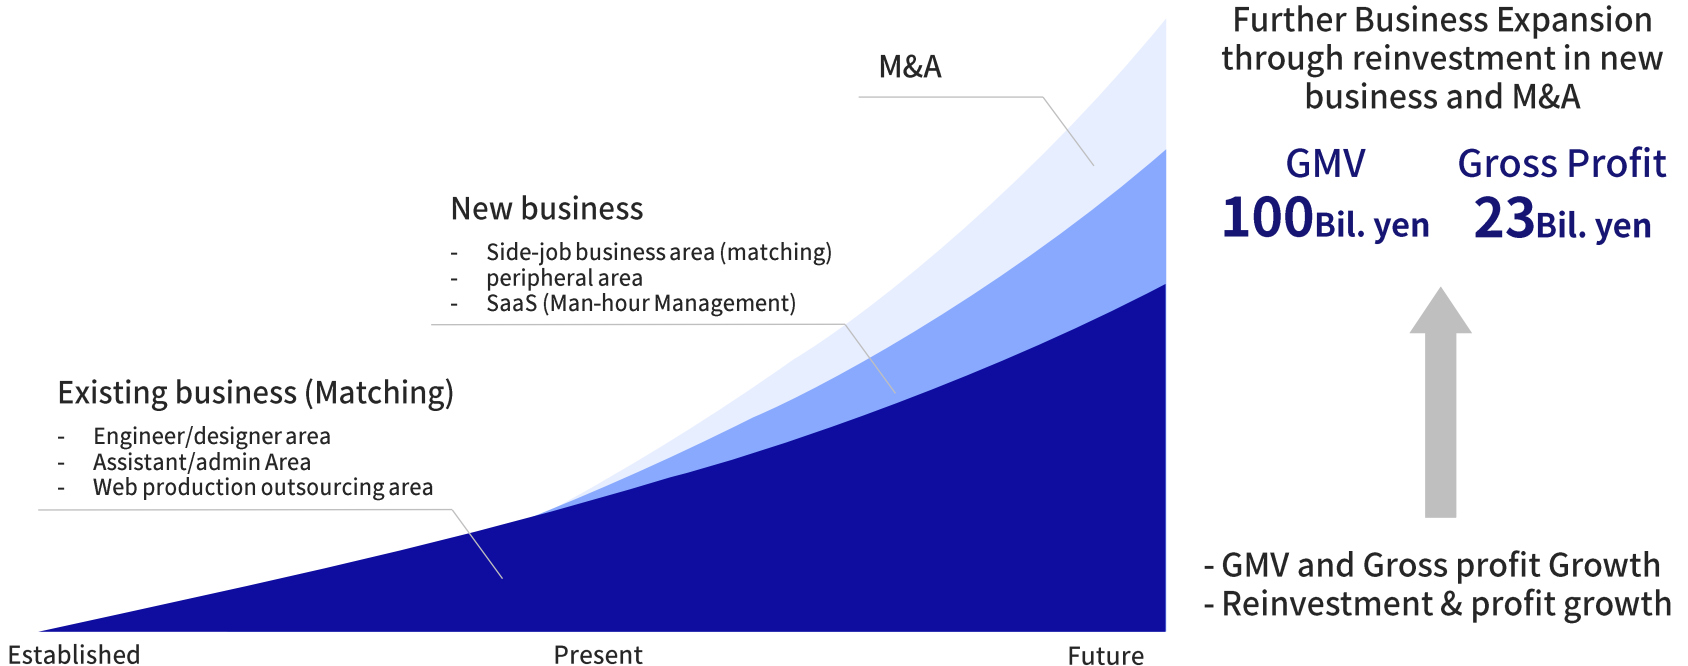 M&A
New business
- Side-job business area (matching)
- peripheral area
- SaaS (Man-hour Management)
Existing business (Matching)
- Engineer/designer area
- Assistant/admin Area
- Web production outsourcing area
Established
Present
Future
Further Business Expansion
through reinvestment in new
business and M&A
GMV
100Bil. yen
Gross Profit
23Bil. yen
- GMV and Gross profit Growth
- Reinvestment & profit growth